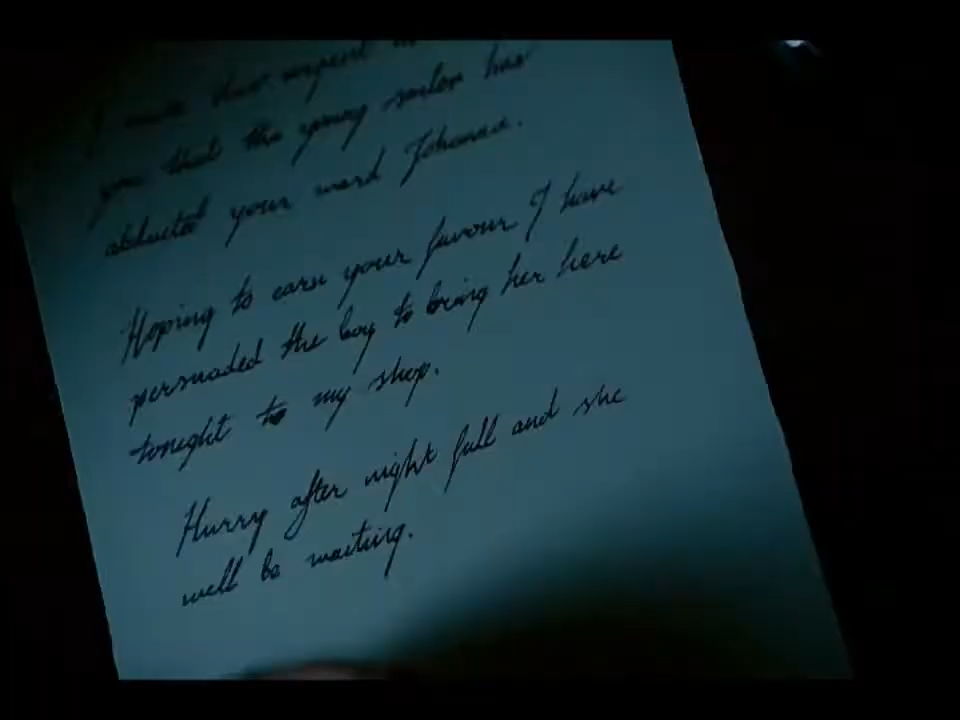 I
you that the young sailor has
abducted your ward Johanna.
Hoping to earn your favour I have
persuaded the boy to bring her here
tonight to my shop.
Hurry after night fall and she
will be waiting.